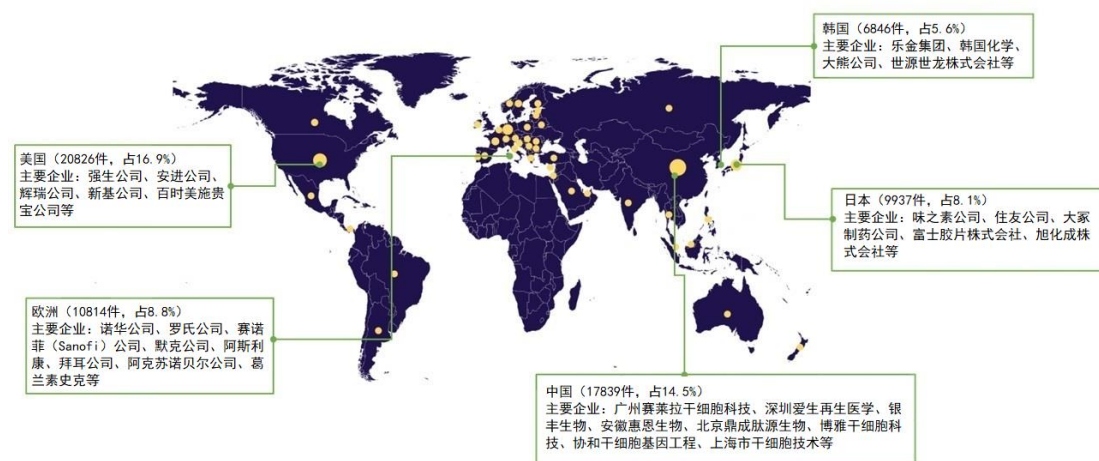 韩国（6846件，占5.6%）
主要企业：乐金集团、韩国化学、
大熊公司、世源世龙株式会社等
美国（20826件，占16.9%）
主要企业：强生公司、安进公司、
辉瑞公司、新基公司、百时美施贵
宝公司等
日本（9937件，占8.1%）
主要企业：味之素公司、住友公司、大冢
制药公司、富士胶片株式会社、旭化成株
式会社等
欧洲（10814件，占8.8%）
主要企业：诺华公司、罗氏公司、赛诺
菲（Sanofi）公司、默克公司、阿斯利
康、拜耳公司、阿克苏诺贝尔公司、葛
兰素史克等
中国（17839件，占14.5%）
主要企业：广州赛莱拉干细胞科技、深圳爱生再生医学、银
丰生物、安徽惠恩生物、北京鼎成肽源生物、博雅干细胞科
技、协和干细胞基因工程、上海市干细胞技术等